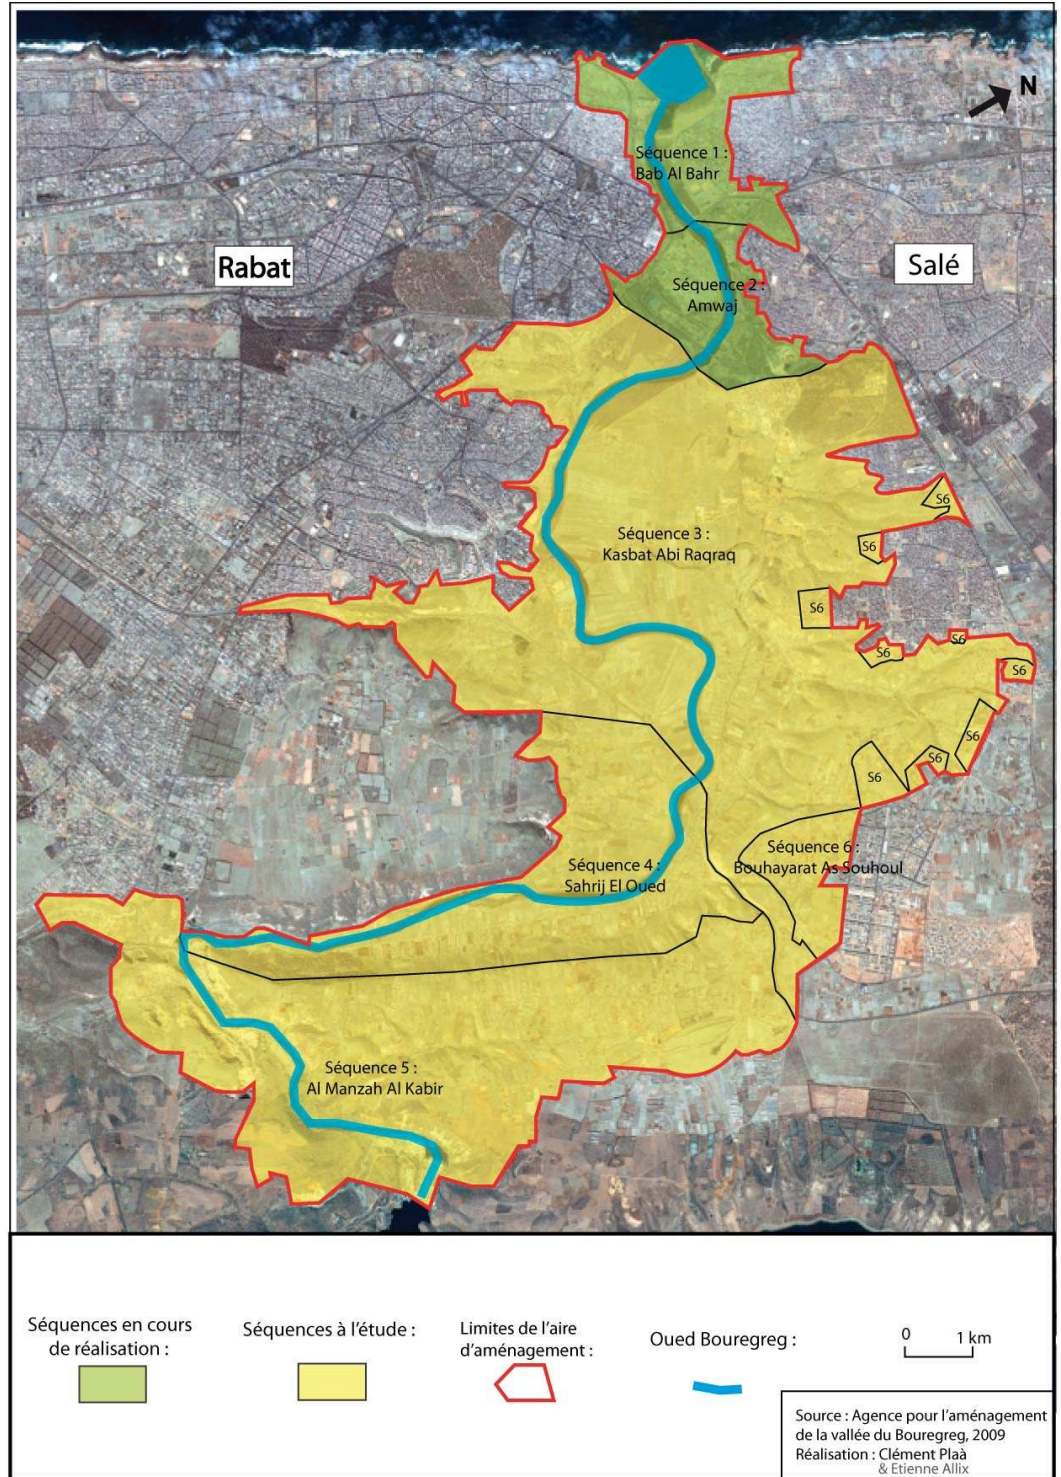 N
Séquence 1 :
Bab Al Bahr
Rabat
Salé
Séquence 2 :
Amwaj
S6
Séquence 3 :
Kasbat Abi Raqraq
S6
S6
S6
S6
S6
S6
S6
S6
Séquence 6 :
Bouhayarat As Souhoul
Séquence 4 :
Sahrij El Oued
Séquence 5 :
Al Manzah Al Kabir
Séquences en cours
de réalisation :
Séquences à l'étude :
Limites de l'aire
d'aménagement :
Oued Bouregreg :
0 1 km
Source : Agence pour l'aménagement
de la vallée du Bouregreg, 2009
Réalisation : Clément Plaà
& Etienne Allix